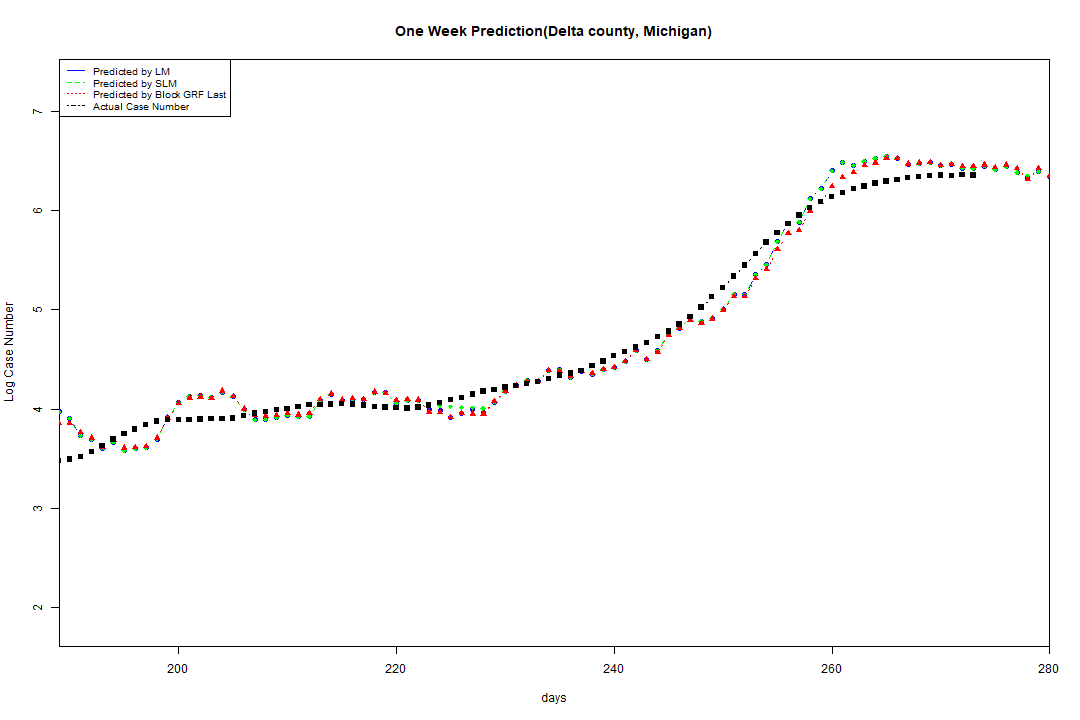 One Week Prediction(Delta county, Michigan)
Predicted by LM
Predicted by SLM
Predicted by Block GRF Last
Actual Case Number
7
6
5
4
3
2
Log Case Number
200 220 240 260 280
days